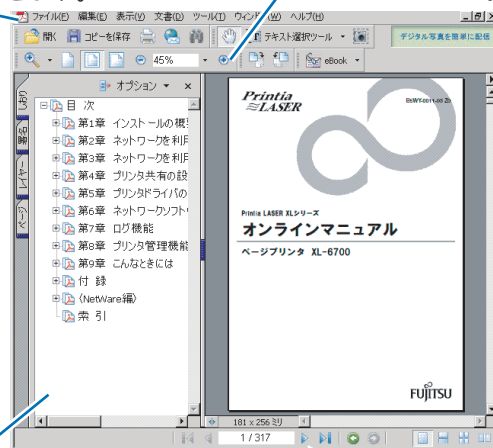 ファイル(F) 編集(E) 表示(V) 文書(D) ツール(T) ウィンドウ(W) ヘルプ(H)
開く コピーを保存 テキスト選択ツール デジタル写真を簡単に配信
45% eBook
しおり
署名
レイヤー
ページ
オプション
目 次
第1章 インストールの概
第2章 ネットワークを利用
第3章 ネットワークを利用
第4章 プリンタ共有の設
第5章 プリンタドライバの
第6章 ネットワークソフト
第7章 ログ機能
第8章 プリンタ管理機能
第9章 こんなときには
付 録
〈NetWare編〉
索 引
Printia
LASER
Printia LASER XLシリーズ
オンラインマニュアル
ページプリンタ XL-6700
FUJITSU
181 x 256 ミリ
1 / 317